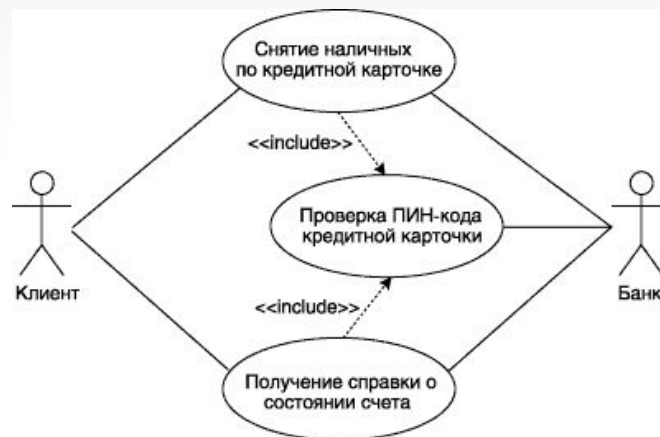 Снятие наличных
по кредитной карточке
<<include>>
Проверка ПИН-кода
кредитной карточки
Клиент
Банк
<<include>>
Получение справки о
состоянии счета